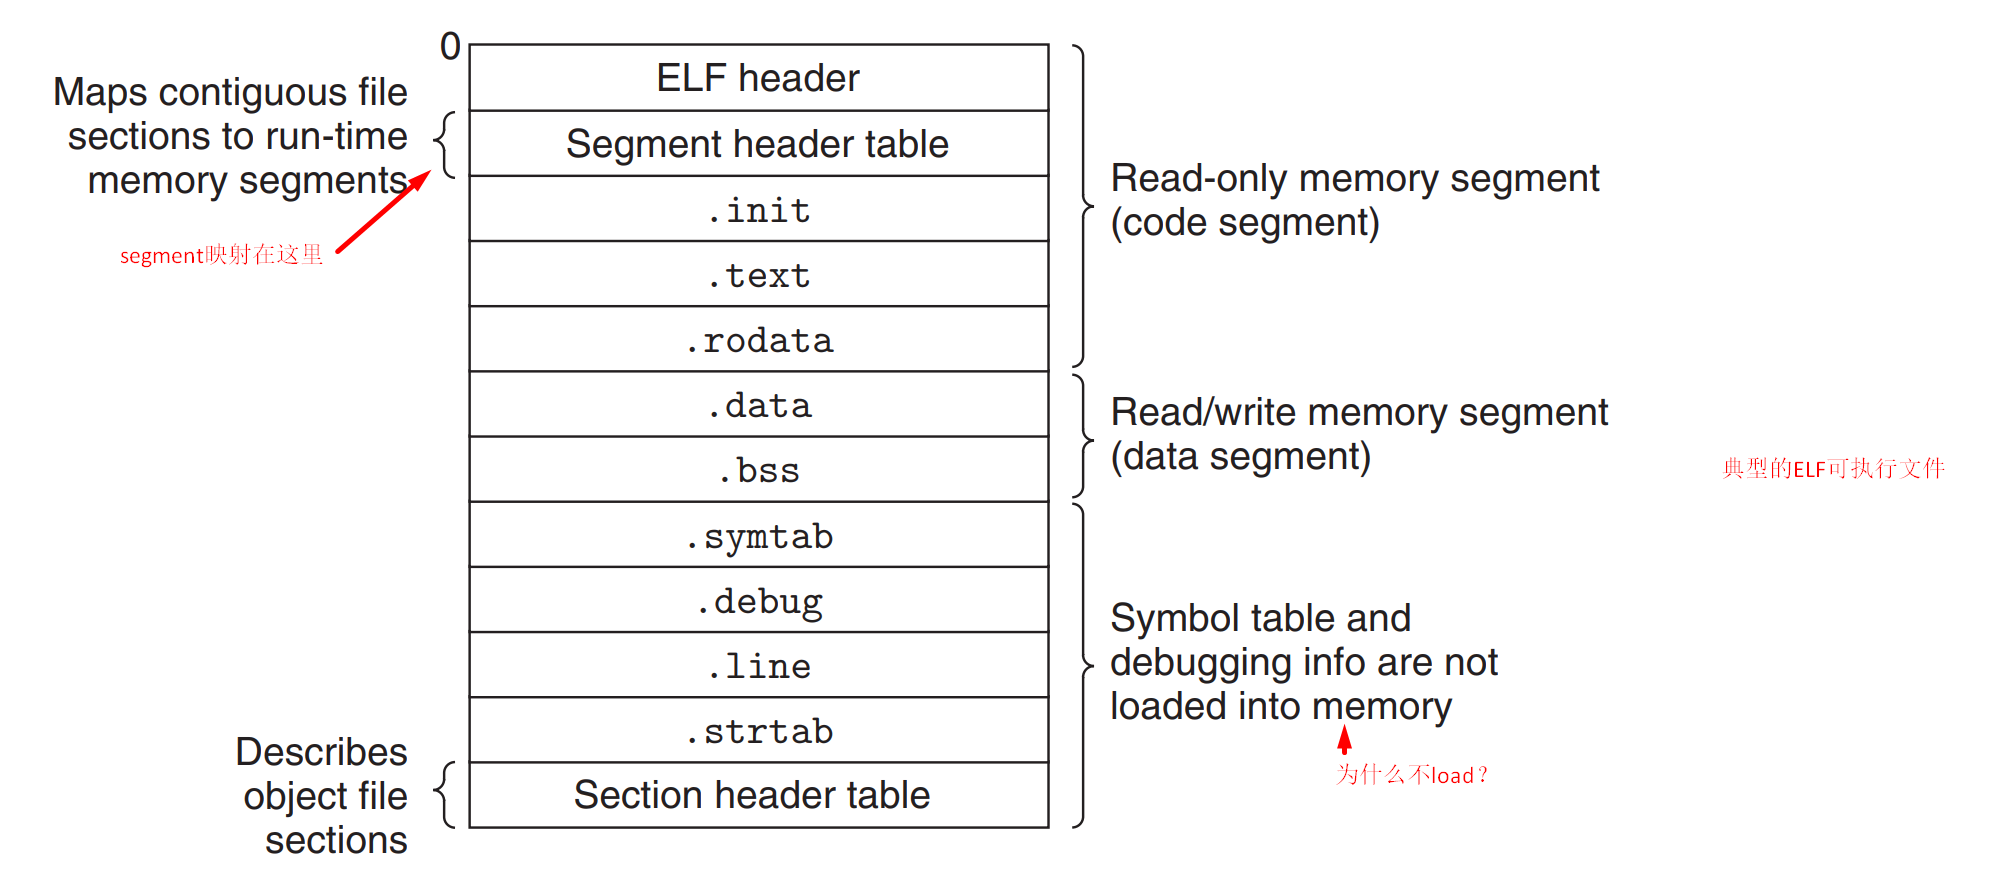 0
ELF header
Maps contiguous file
sections to run-time
memory segments
Segment header table
segment映射在这里
.init
.text
.rodata
Read-only memory segment
(code segment)
.data
.bss
Read/write memory segment
(data segment)
典型的ELF可执行文件
.symtab
.debug
.line
.strtab
Symbol table and
debugging info are not
loaded into memory
为什么不load？
Describes
object file
sections
Section header table